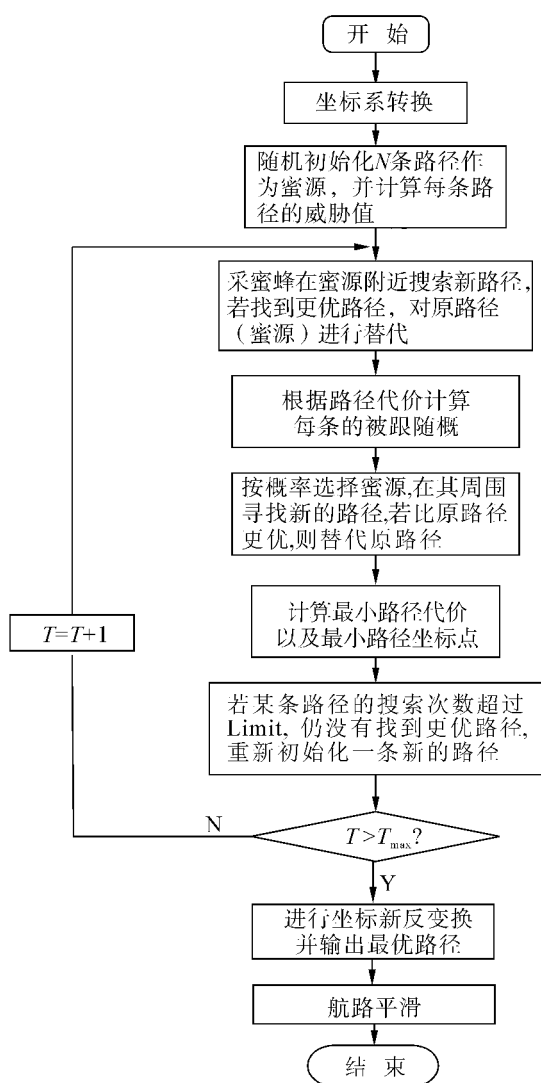 开 始
坐标系转换
随机初始化N条路径作
为蜜源，并计算每条路
径的威胁值
采蜜蜂在蜜源附近搜索新路径,
若找到更优路径，对原路径
（蜜源）进行替代
根据路径代价计算
每条的被跟随概
按概率选择蜜源,在其周围
寻找新的路径,若比原路径
更优,则替代原路径
计算最小路径代价
以及最小路径坐标点
T=T+1
若某条路径的搜索次数超过
Limit, 仍没有找到更优路径,
重新初始化一条新的路径
N
T>Tmax?
Y
进行坐标新反变换
并输出最优路径
航路平滑
结 束